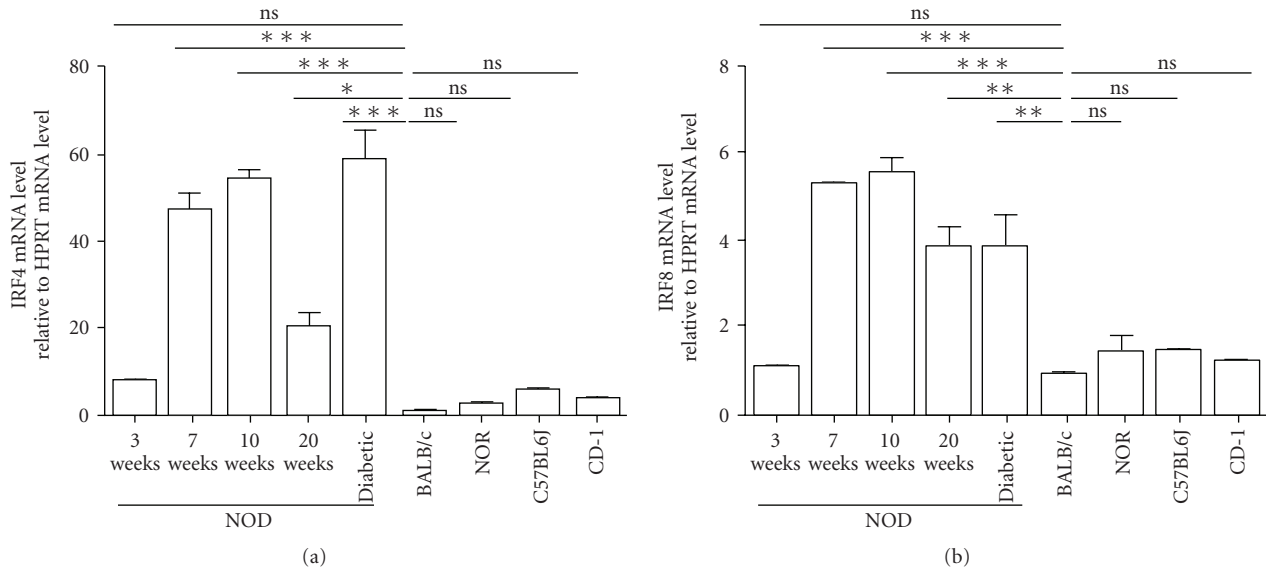 ns
∗∗∗
∗∗∗
ns
∗
ns
∗∗∗
ns
80
60
40
20
0
IRF4 mRNA level
relative to HPRT mRNA level
3
weeks
7
weeks
10
weeks
20
weeks
Diabetic
BALB/c
NOR
C57BL6J
CD-1
NOD
(a)
ns
∗∗∗
∗∗∗
ns
∗∗
ns
∗∗
ns
8
6
4
2
0
IRF8 mRNA level
relative to HPRT mRNA level
3
weeks
7
weeks
10
weeks
20
weeks
Diabetic
BALB/c
NOR
C57BL6J
CD-1
NOD
(b)